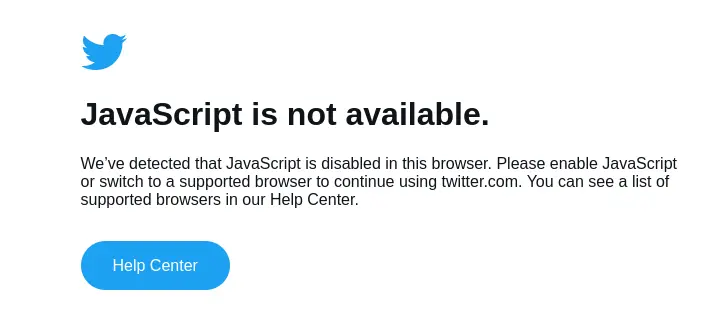 JavaScript is not available.
We’ve detected that JavaScript is disabled in this browser. Please enable JavaScript
or switch to a supported browser to continue using twitter.com. You can see a list of
supported browsers in our Help Center.
Help Center